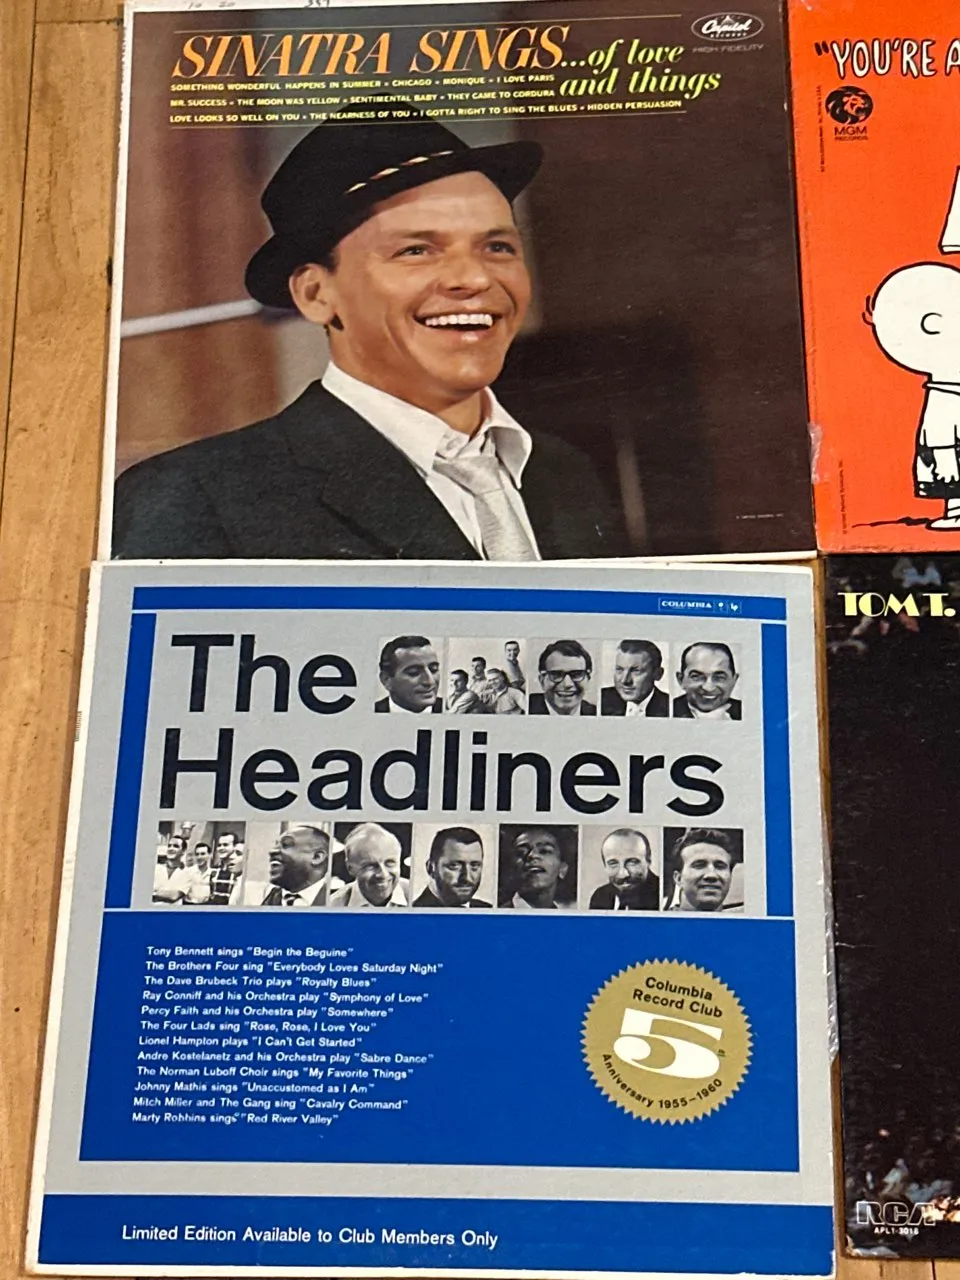 SINATRA SINGS...of love
and things
SOMETHING WONDERFUL HAPPENS IN SUMMER • CHICAGO • MONIQUE • I LOVE PARIS
MR. SUCCESS • THE MOON WAS YELLOW • SENTIMENTAL BABY • THEY CAME TO CORDURA
LOVE LOOKS SO WELL ON YOU • THE NEARNESS OF YOU • I GOTTA RIGHT TO SING THE BLUES • HIDDEN PERSUASION
Capitol
RECORDS
HIGH FIDELITY
"YOU'RE A
MGM
RECORDS
COLUMBIA
lp
The
Headliners
Tony Bennett sings "Begin the Beguine"
The Brothers Four sing "Everybody Loves Saturday Night"
The Dave Brubeck Trio plays "Royalty Blues"
Ray Conniff and his Orchestra play "Symphony of Love"
Percy Faith and his Orchestra play "Somewhere"
The Four Lads sing "Rose, Rose, I Love You"
Lionel Hampton plays "I Can't Get Started"
Andre Kostelanetz and his Orchestra play "Sabre Dance"
The Norman Luboff Choir sings "My Favorite Things"
Johnny Mathis sings "Unaccustomed as I Am"
Mitch Miller and The Gang sing "Cavalry Command"
Marty Robbins sings "Red River Valley"
Columbia
Record Club
5
Anniversary 1955-1960
Limited Edition Available to Club Members Only
TOM T.
RCA
APL1-3018